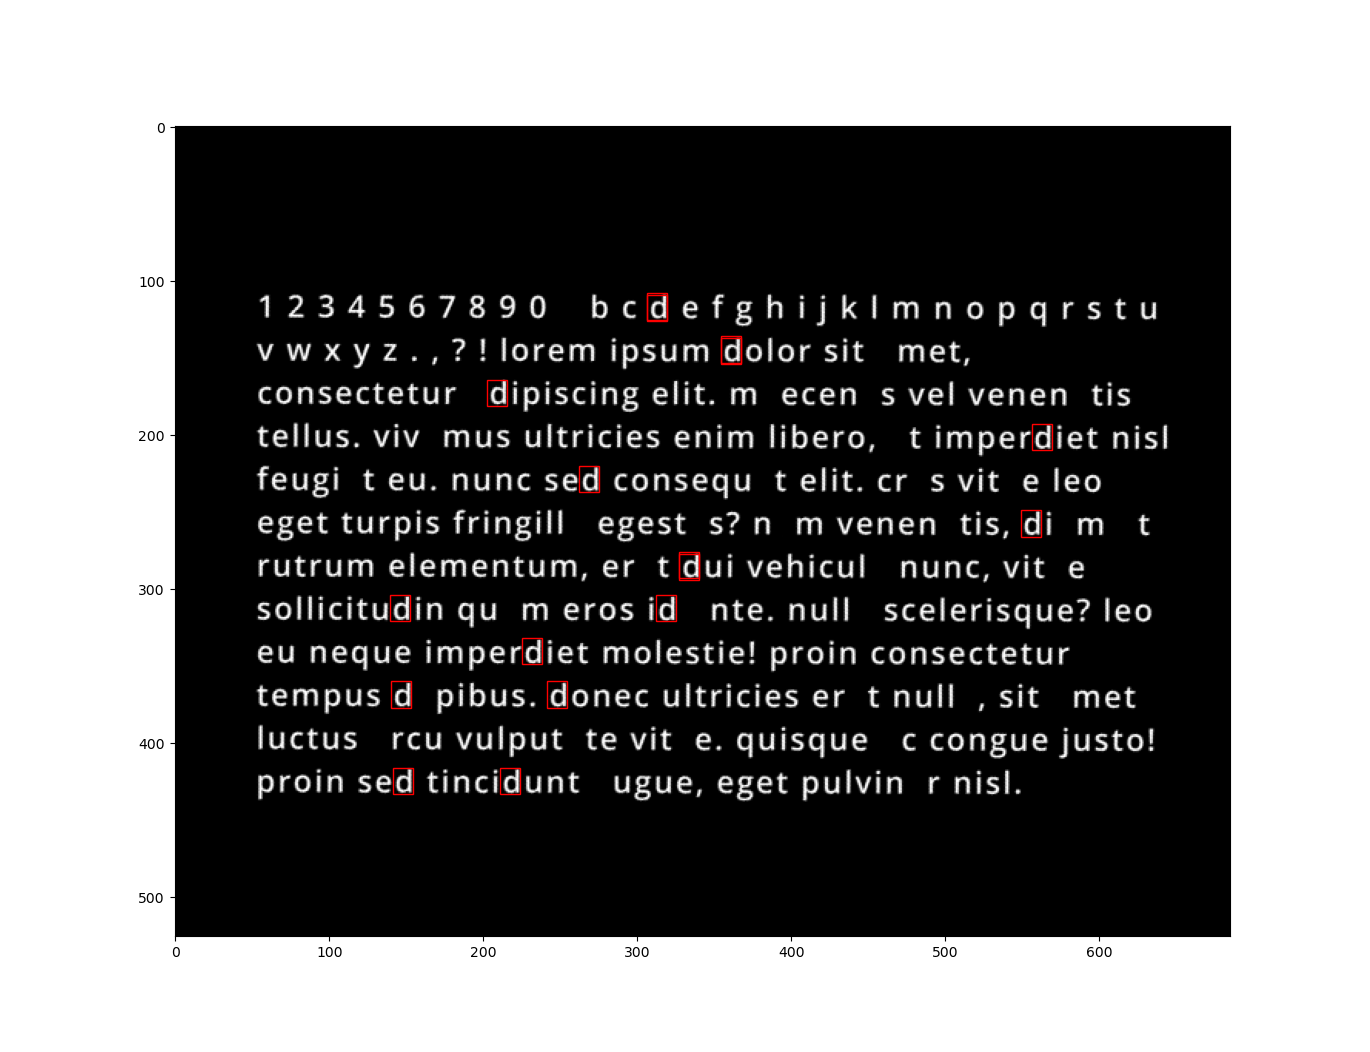 0
100
200
300
400
500
1 2 3 4 5 6 7 8 9 0 b c d e f g h i j k l m n o p q r s t u
v w x y z . , ? ! lorem ipsum dolor sit met,
consectetur dipiscing elit. m ecen s vel venen tis
tellus. viv mus ultricies enim libero, t imperdiet nisl
feugi t eu. nunc sed consequ t elit. cr s vit e leo
eget turpis fringill egest s? n m venen tis, di m t
rutrum elementum, er t dui vehicul nunc, vit e
sollicitudin qu m eros id nte. null scelerisque? leo
eu neque imperdiet molestie! proin consectetur
tempus d pibus. donec ultricies er t null , sit met
luctus rcu vulput te vit e. quisque c congue justo!
proin sed tincidunt ugue, eget pulvin r nisl.
0 100 200 300 400 500 600